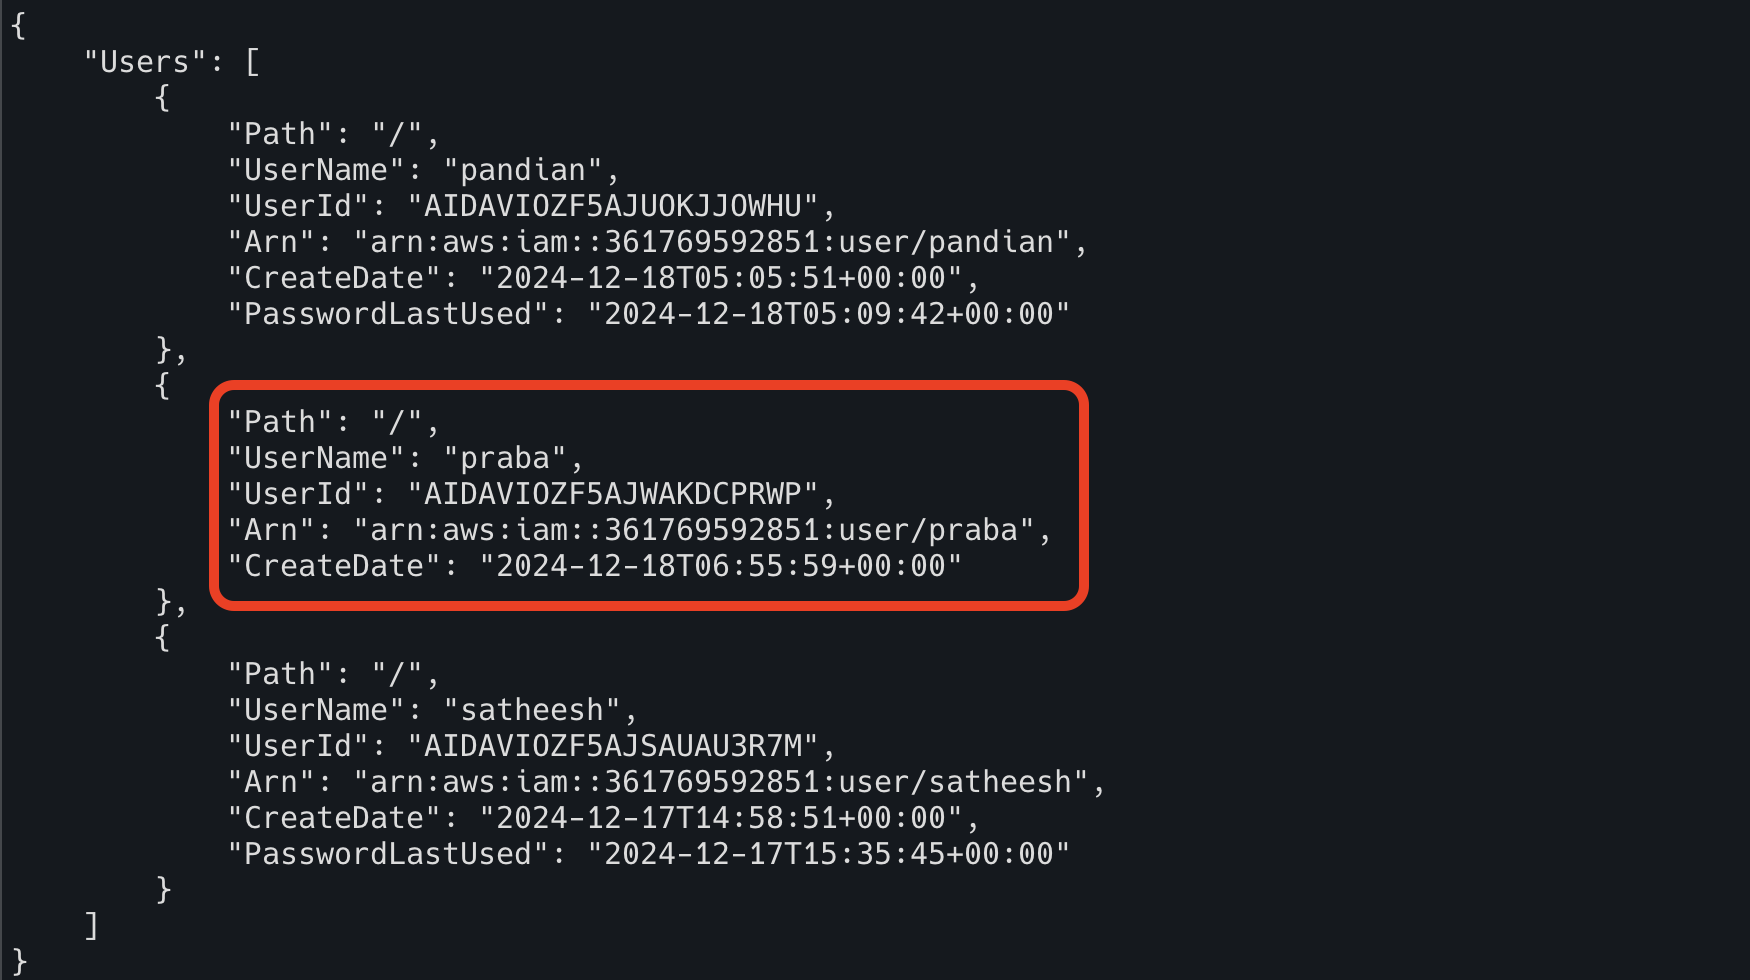 {
    "Users": [
        {
            "Path": "/",
            "UserName": "pandian",
            "UserId": "AIDAVIOZF5AJUOKJJOWHU",
            "Arn": "arn:aws:iam::361769592851:user/pandian",
            "CreateDate": "2024-12-18T05:05:51+00:00",
            "PasswordLastUsed": "2024-12-18T05:09:42+00:00"
        },
        {
            "Path": "/",
            "UserName": "praba",
            "UserId": "AIDAVIOZF5AJWAKDCPRWP",
            "Arn": "arn:aws:iam::361769592851:user/praba",
            "CreateDate": "2024-12-18T06:55:59+00:00"
        },
        {
            "Path": "/",
            "UserName": "satheesh",
            "UserId": "AIDAVIOZF5AJSAUAU3R7M",
            "Arn": "arn:aws:iam::361769592851:user/satheesh",
            "CreateDate": "2024-12-17T14:58:51+00:00",
            "PasswordLastUsed": "2024-12-17T15:35:45+00:00"
        }
    ]
}